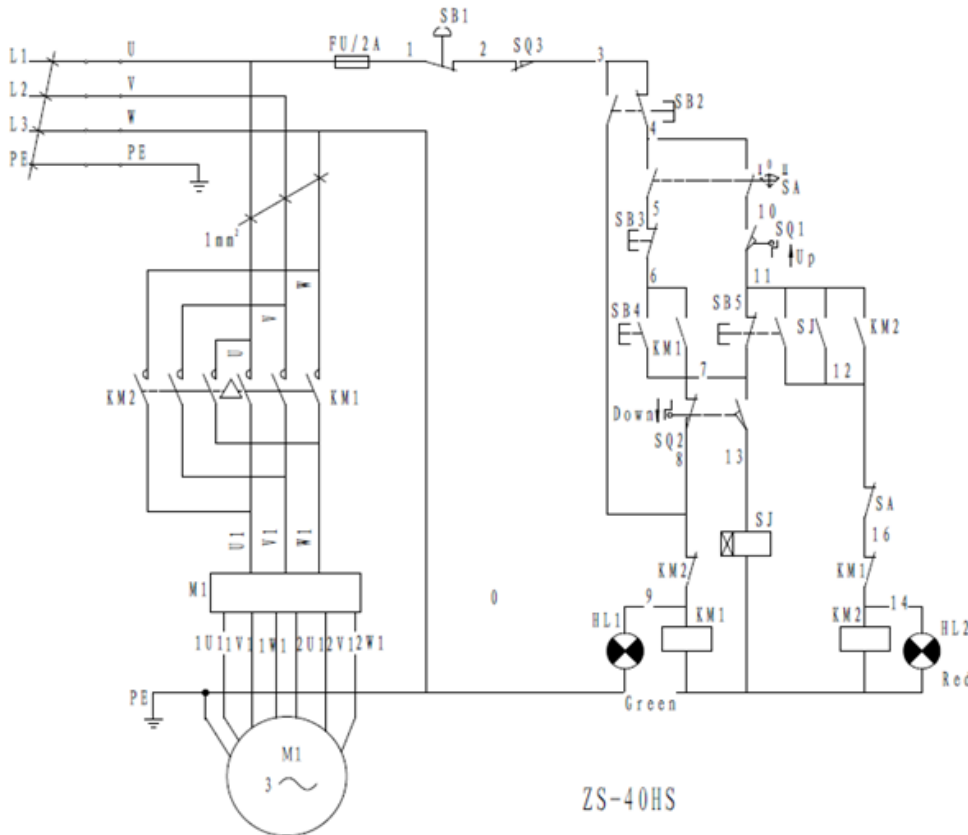 SB1
L1 U FU/2A 1 2 SQ3 3
L2 V
SB2
L3 W
4
PE PE
A 0 H
SA
5 10
1mm²
SB3 SQ1
Up
W
6 11
V
SB4 SB5 SJ KM2
KM1
U
7 12
KM2 KM1
Down
SQ2
8 13
SA
U1 V1 W1
16
SJ
KM2 KM1
M1
0 9 14
HL1 KM1 KM2 HL2
1U1 1V1 1W1 2U1 2V1 2W1
Red
PE
Green
M1
3
ZS-40HS